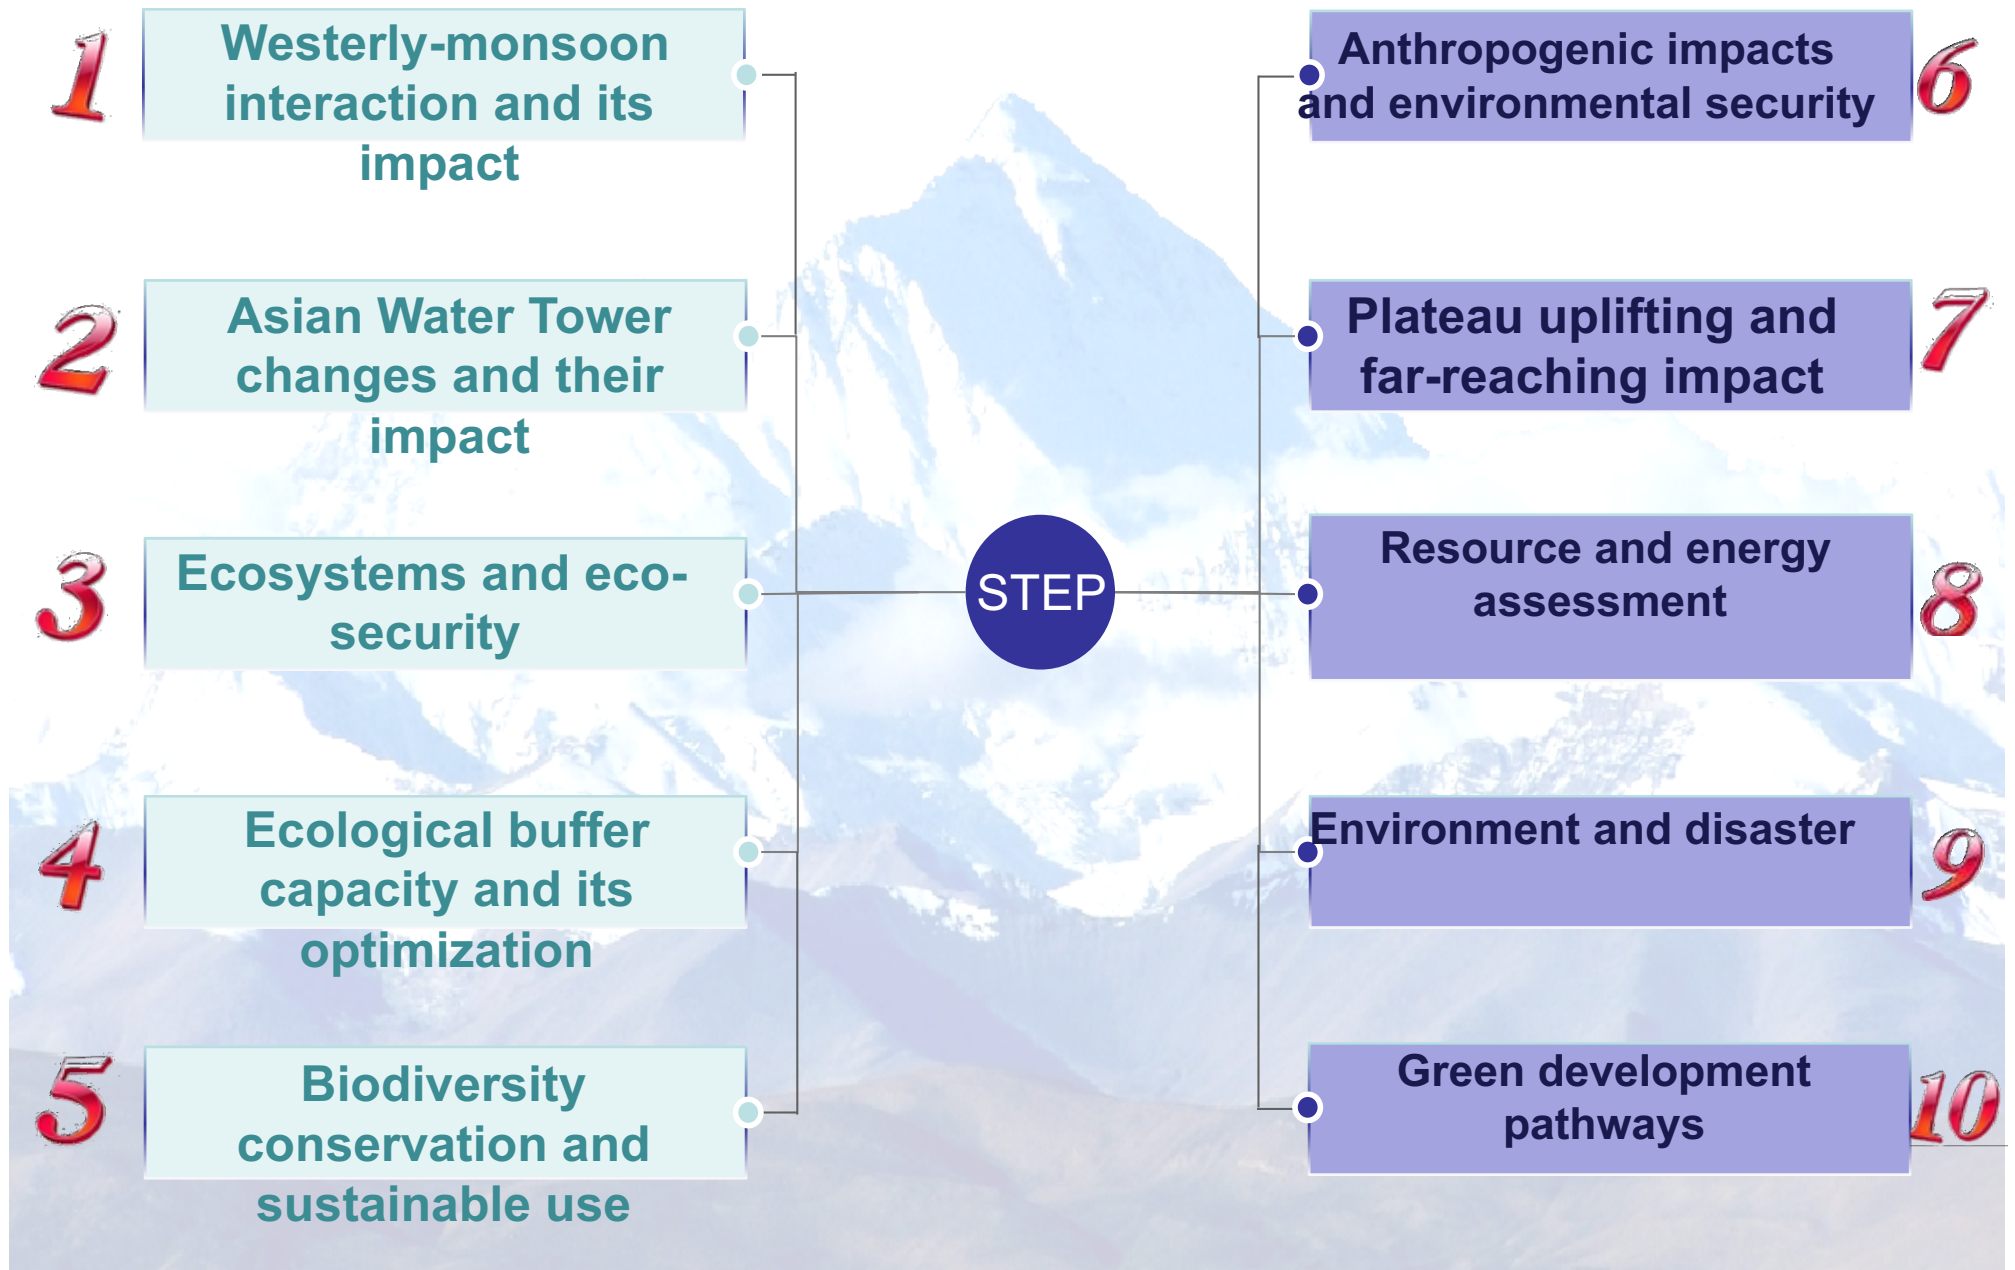 1
Westerly-monsoon
interaction and its
impact
2
Asian Water Tower
changes and their
impact
3
Ecosystems and eco-
security
4
Ecological buffer
capacity and its
optimization
5
Biodiversity
conservation and
sustainable use
STEP
Anthropogenic impacts
and environmental security
6
Plateau uplifting and
far-reaching impact
7
Resource and energy
assessment
8
Environment and disaster
9
Green development
pathways
10